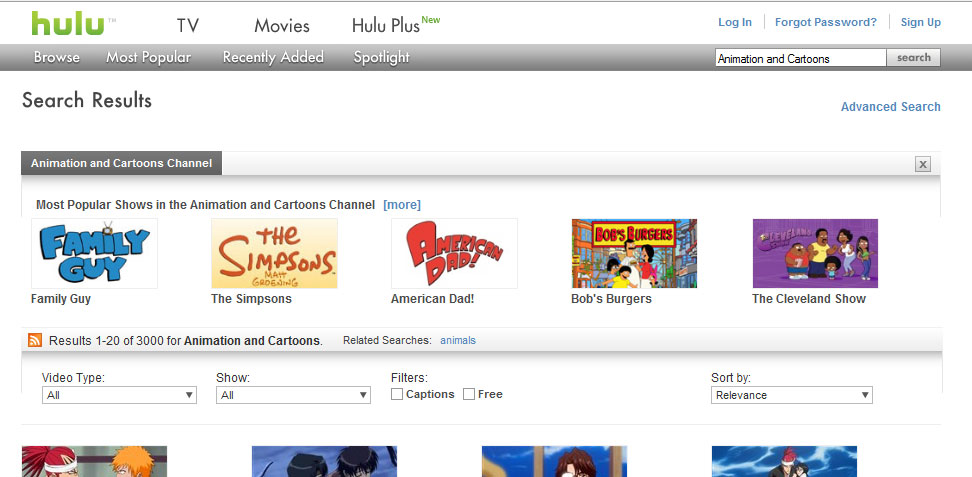 hulu™ TV Movies Hulu Plus New Log In Forgot Password? Sign Up
Browse Most Popular Recently Added Spotlight Animation and Cartoons search
Search Results
Advanced Search
Animation and Cartoons Channel x
Most Popular Shows in the Animation and Cartoons Channel [more]
FAMILY GUY THE SIMPSONS MATT GROENING AMERICAN DAD! BOB'S BURGERS CLEVELAND SHOW
Family Guy The Simpsons American Dad! Bob's Burgers The Cleveland Show
Results 1-20 of 3000 for Animation and Cartoons. Related Searches: animals
Video Type: Show: Filters: Sort by:
All All Captions Free Relevance